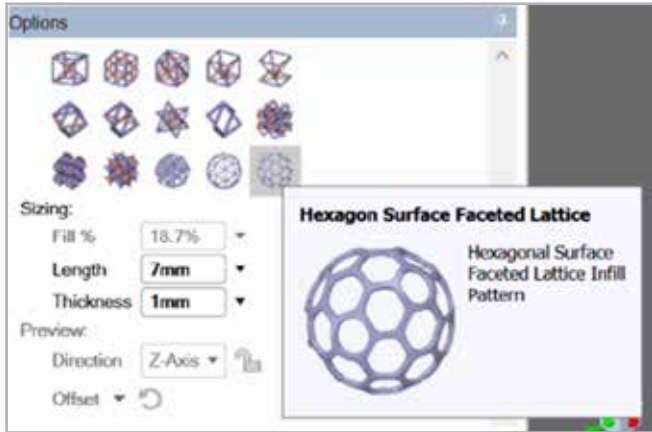 Options
Sizing:
Fill % 18.7%
Length 7mm
Thickness 1mm
Preview:
Direction Z-Axis
Offset
Hexagon Surface Faceted Lattice
Hexagonal Surface
Faceted Lattice Infill
Pattern